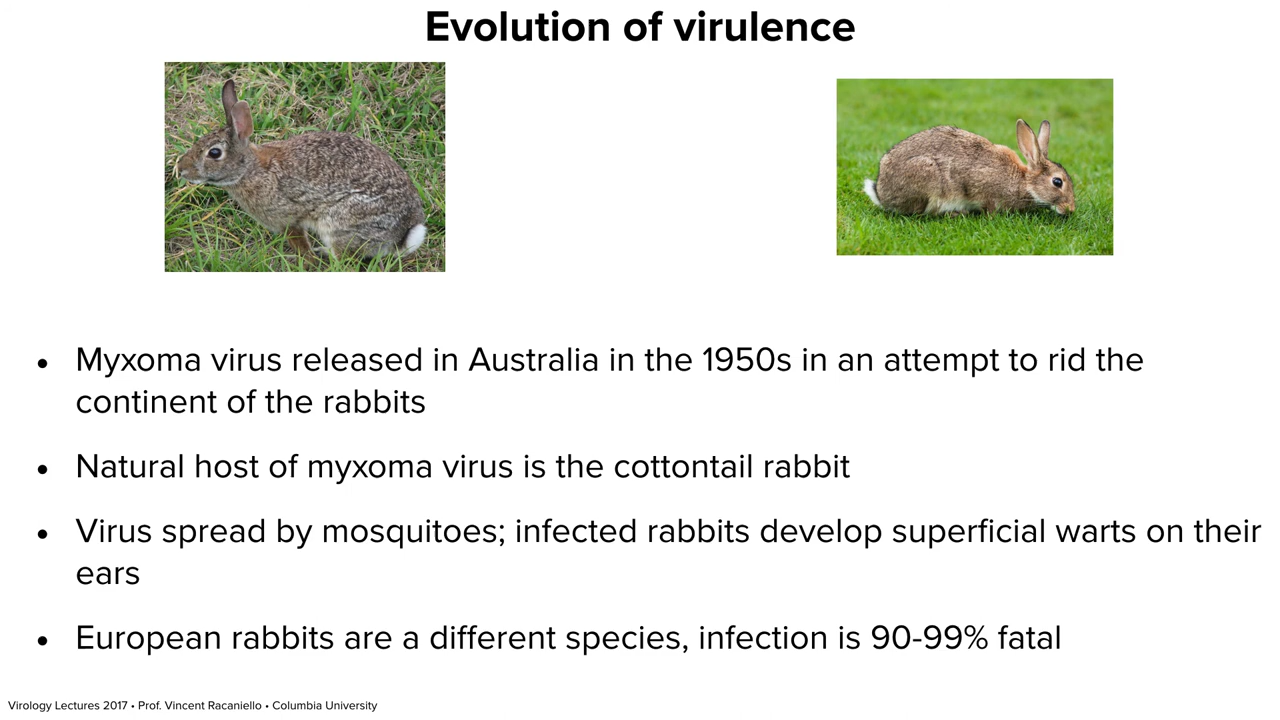 Evolution of virulence
• Myxoma virus released in Australia in the 1950s in an attempt to rid the
continent of the rabbits
• Natural host of myxoma virus is the cottontail rabbit
• Virus spread by mosquitoes; infected rabbits develop superficial warts on their
ears
• European rabbits are a different species, infection is 90-99% fatal
Virology Lectures 2017 • Prof. Vincent Racaniello • Columbia University